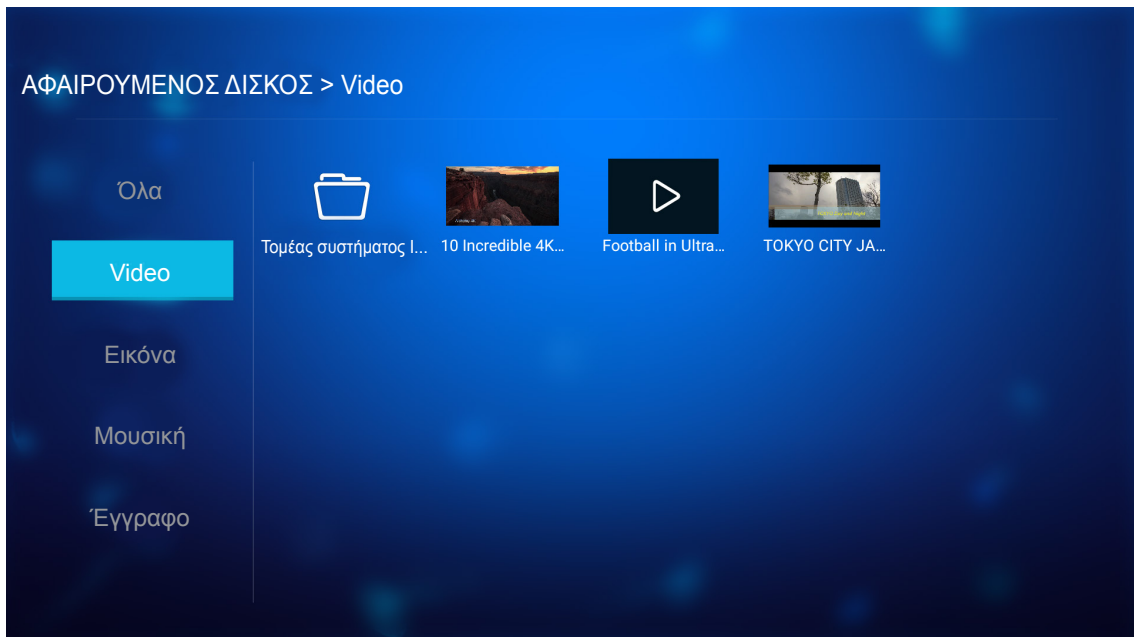 ΑΦΑΙΡΟΥΜΕΝΟΣ ΔΙΣΚΟΣ > Video
Όλα
Video
Εικόνα
Μουσική
Έγγραφο
Τομέας συστήματος I...
10 Incredible 4K...
Football in Ultra...
TOKYO CITY JA...